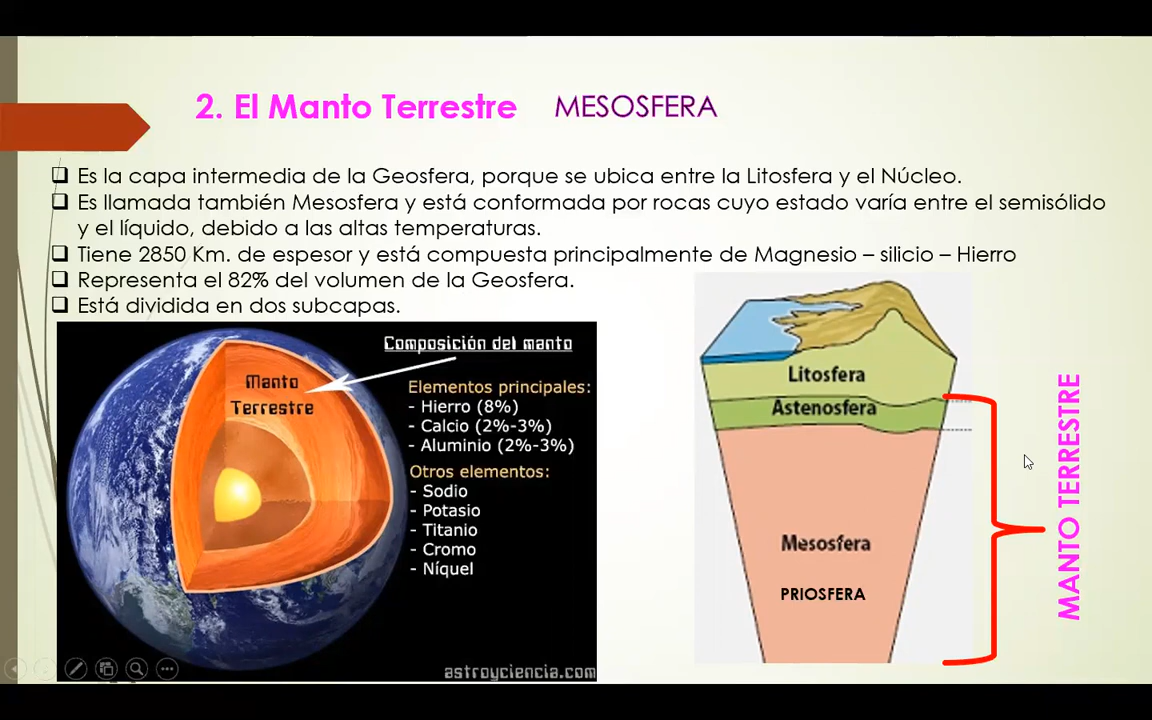 2. El Manto Terrestre MESOSFERA
Es la capa intermedia de la Geosfera, porque se ubica entre la Litosfera y el Núcleo.
Es llamada también Mesosfera y está conformada por rocas cuyo estado varía entre el semisólido
y el líquido, debido a las altas temperaturas.
Tiene 2850 Km. de espesor y está compuesta principalmente de Magnesio – silicio – Hierro
Representa el 82% del volumen de la Geosfera.
Está dividida en dos subcapas.
Composición del manto
Manto
Terrestre
Elementos principales:
- Hierro (8%)
- Calcio (2%-3%)
- Aluminio (2%-3%)
Otros elementos:
- Sodio
- Potasio
- Titanio
- Cromo
- Níquel
astroyciencia.com
Litosfera
Astenosfera
Mesosfera
PRIOSFERA
MANTO TERRESTRE